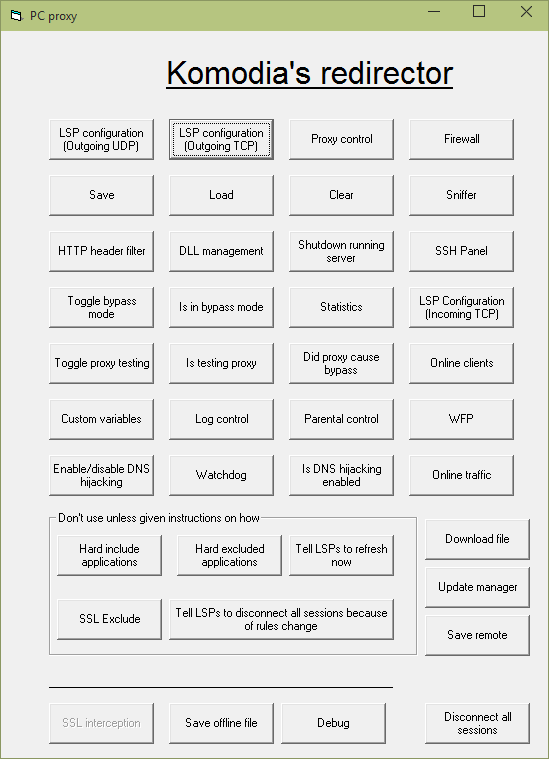 PC proxy
Komodia's redirector
LSP configuration
(Outgoing UDP)
LSP configuration
(Outgoing TCP)
Proxy control
Firewall
Save
Load
Clear
Sniffer
HTTP header filter
DLL management
Shutdown running
server
SSH Panel
Toggle bypass
mode
Is in bypass mode
Statistics
LSP Configuration
(Incoming TCP)
Toggle proxy testing
Is testing proxy
Did proxy cause
bypass
Online clients
Custom variables
Log control
Parental control
WFP
Enable/disable DNS
hijacking
Watchdog
Is DNS hijacking
enabled
Online traffic
Don't use unless given instructions on how
Hard include
applications
Hard excluded
applications
Tell LSPs to refresh
now
SSL Exclude
Tell LSPs to disconnect all sessions because
of rules change
Download file
Update manager
Save remote
SSL interception
Save offline file
Debug
Disconnect all
sessions